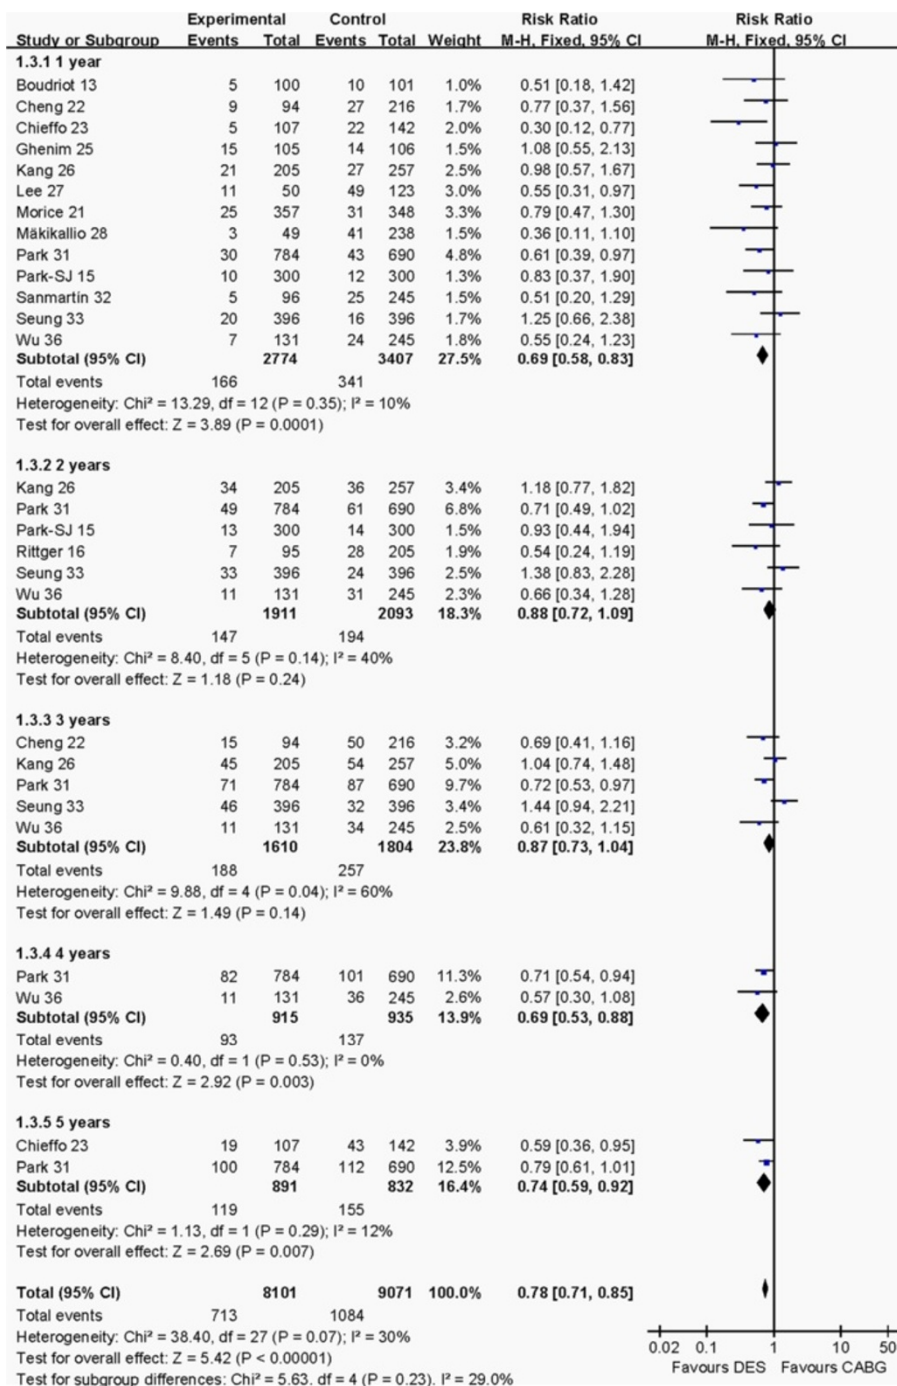 Experimental Control Risk Ratio Risk Ratio
Study or Subgroup Events Total Events Total Weight M-H, Fixed, 95% CI M-H, Fixed, 95% CI
1.3.1 1 year
Boudriot 13 5 100 10 101 1.0% 0.51 [0.18, 1.42]
Cheng 22 9 94 27 216 1.7% 0.77 [0.37, 1.56]
Chieffo 23 5 107 22 142 2.0% 0.30 [0.12, 0.77]
Ghenim 25 15 105 14 106 1.5% 1.08 [0.55, 2.13]
Kang 26 21 205 27 257 2.5% 0.98 [0.57, 1.67]
Lee 27 11 50 49 123 3.0% 0.55 [0.31, 0.97]
Morice 21 25 357 31 348 3.3% 0.79 [0.47, 1.30]
Mäkikallio 28 3 49 41 238 1.5% 0.36 [0.11, 1.10]
Park 31 30 784 43 690 4.8% 0.61 [0.39, 0.97]
Park-SJ 15 10 300 12 300 1.3% 0.83 [0.37, 1.90]
Sanmartín 32 5 96 25 245 1.5% 0.51 [0.20, 1.29]
Seung 33 20 396 16 396 1.7% 1.25 [0.66, 2.38]
Wu 36 7 131 24 245 1.7% 0.55 [0.24, 1.23]
Subtotal (95% CI) 2774 3407 27.5% 0.69 [0.58, 0.83]
Total events 166 341
Heterogeneity: Chi² = 13.29, df = 12 (P = 0.35); I² = 10%
Test for overall effect: Z = 3.89 (P = 0.0001)
1.3.2 2 years
Kang 26 34 205 36 257 3.4% 1.18 [0.77, 1.82]
Park 31 49 784 61 690 6.8% 0.71 [0.49, 1.02]
Park-SJ 15 13 300 14 300 1.5% 0.93 [0.44, 1.94]
Rittger 16 7 95 28 205 1.9% 0.54 [0.24, 1.19]
Seung 33 33 396 24 396 2.5% 1.38 [0.83, 2.28]
Wu 36 11 131 31 245 2.3% 0.66 [0.34, 1.28]
Subtotal (95% CI) 1911 2093 18.3% 0.88 [0.72, 1.09]
Total events 147 194
Heterogeneity: Chi² = 8.40, df = 5 (P = 0.14); I² = 40%
Test for overall effect: Z = 1.18 (P = 0.24)
1.3.3 3 years
Cheng 22 15 94 50 216 3.2% 0.69 [0.41, 1.16]
Kang 26 45 205 54 257 5.0% 1.04 [0.74, 1.48]
Park 31 71 784 87 690 9.7% 0.72 [0.53, 0.97]
Seung 33 46 396 32 396 3.4% 1.44 [0.94, 2.21]
Wu 36 11 131 34 245 2.5% 0.61 [0.32, 1.15]
Subtotal (95% CI) 1610 1804 23.8% 0.87 [0.73, 1.04]
Total events 188 257
Heterogeneity: Chi² = 9.88, df = 4 (P = 0.04); I² = 60%
Test for overall effect: Z = 1.49 (P = 0.14)
1.3.4 4 years
Park 31 82 784 101 690 11.3% 0.71 [0.54, 0.94]
Wu 36 11 131 36 245 2.6% 0.57 [0.30, 1.08]
Subtotal (95% CI) 915 935 13.9% 0.69 [0.53, 0.88]
Total events 93 137
Heterogeneity: Chi² = 0.40, df = 1 (P = 0.53); I² = 0%
Test for overall effect: Z = 2.92 (P = 0.003)
1.3.5 5 years
Chieffo 23 19 107 43 142 3.9% 0.59 [0.36, 0.95]
Park 31 100 784 112 690 12.5% 0.79 [0.61, 1.01]
Subtotal (95% CI) 891 832 16.4% 0.74 [0.59, 0.92]
Total events 119 155
Heterogeneity: Chi² = 1.13, df = 1 (P = 0.29); I² = 12%
Test for overall effect: Z = 2.69 (P = 0.007)
Total (95% CI) 8101 9071 100.0% 0.78 [0.71, 0.85]
Total events 713 1084
Heterogeneity: Chi² = 38.40, df = 27 (P = 0.07); I² = 30%
Test for overall effect: Z = 5.42 (P < 0.00001)
Test for subgroup differences: Chi² = 5.63, df = 4 (P = 0.23), I² = 29.0%
0.02 0.1 1 10 50
Favours DES Favours CABG